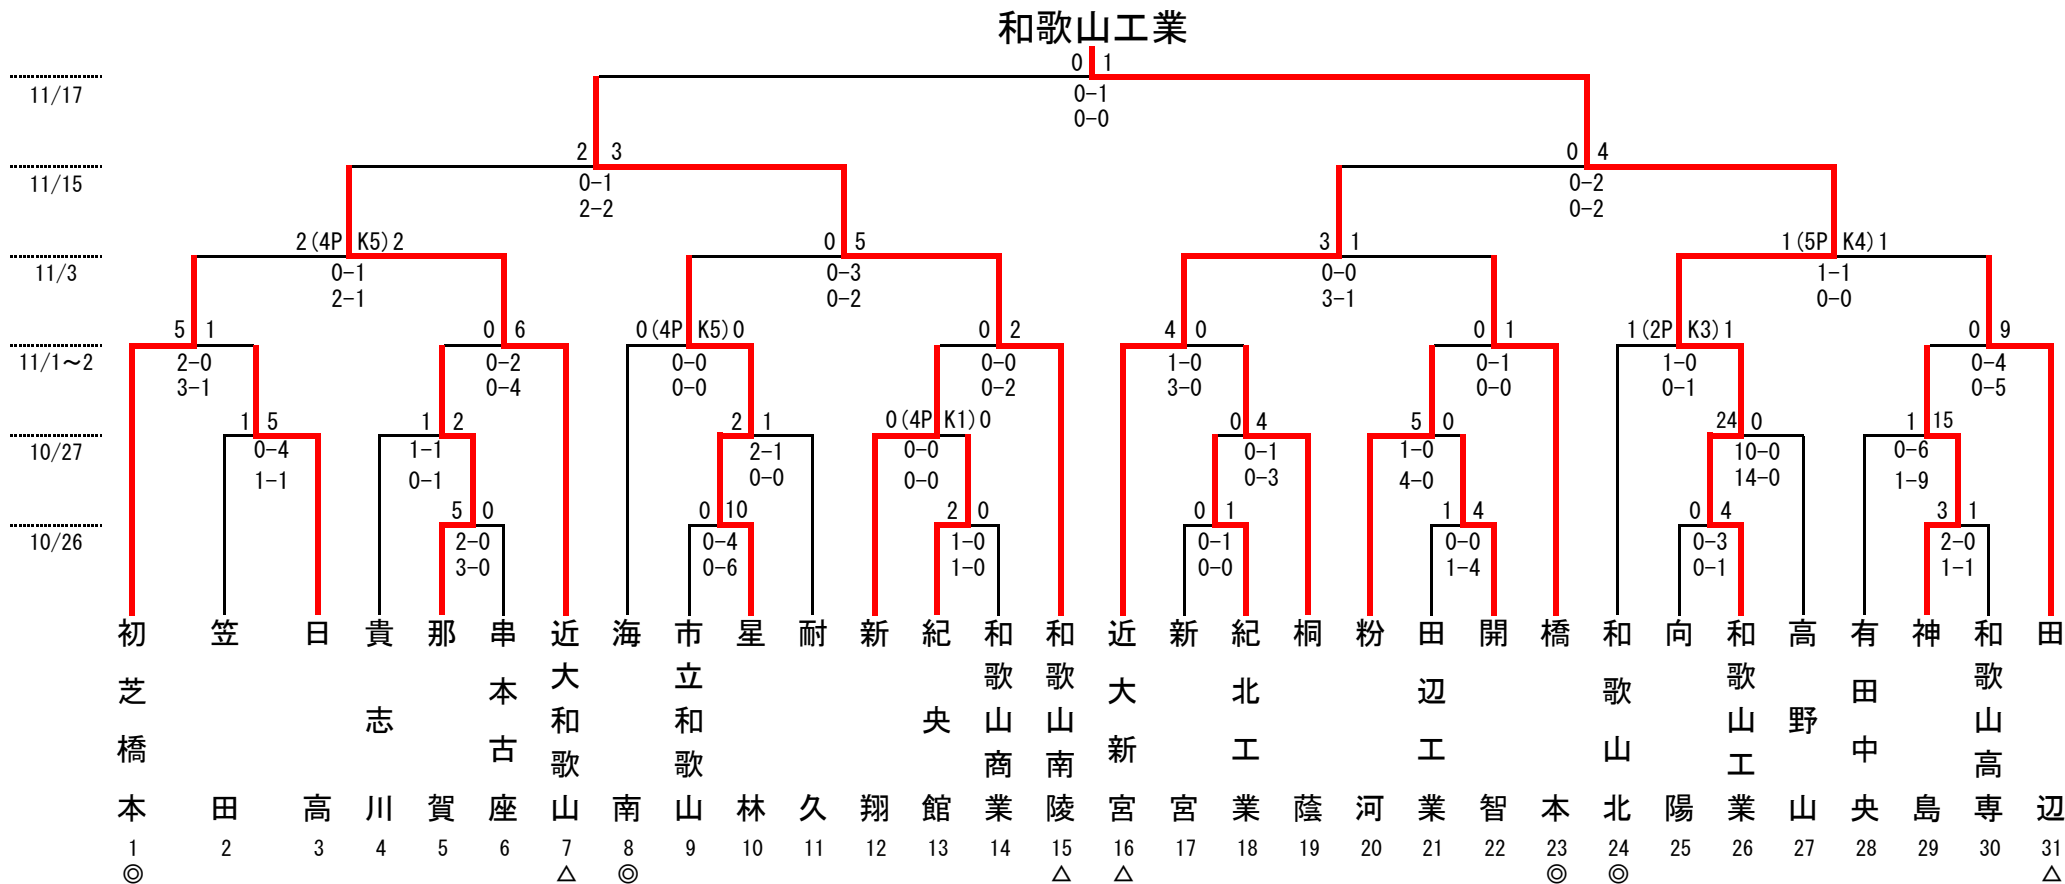 和歌山工業
0 1
11/17
0-1
0-0
2 3 0 4
11/15
0-1 0-2
2-2 0-2
2(4P K5)2 0 5 3 1 1(5P K4)1
11/3
0-1 0-3 0-0 1-1
2-1 0-2 3-1 0-0
5 1 0 6 0(4P K5)0 0 2 4 0 0 1 1(2P K3)1 0 9
11/1～2
2-0 0-2 0-0 0-0 1-0 0-1 1-0 0-4
3-1 0-4 0-0 0-2 3-0 0-0 0-1 0-5
1 5 1 2 2 1 0(4P K1)0 0 4 5 0 24 0 1 15
10/27
0-4 1-1 2-1 0-0 0-1 1-0 10-0 0-6
1-1 0-1 0-0 0-0 0-3 4-0 14-0 1-9
5 0 0 10 2 0 0 1 1 4 0 4 3 1
10/26
2-0 0-4 1-0 0-1 0-0 0-3 2-0
3-0 0-6 1-0 0-0 1-4 0-1 1-1
初芝橋本
笠田
日高
貴志川
那賀
串本古座
近大和歌山
海南
市立和歌山
星林
耐久
新翔
紀央館
和歌山商業
和歌山南陵
近大新宮
新宮
紀北工業
桐蔭
粉河
田辺工業
開智
橋本
和歌山北
向陽
和歌山工業
高野山
有田中央
神島
和歌山高専
田辺
1 2 3 4 5 6 7 8 9 10 11 12 13 14 15 16 17 18 19 20 21 22 23 24 25 26 27 28 29 30 31
◎ △ ◎ △ △ ◎ ◎ △